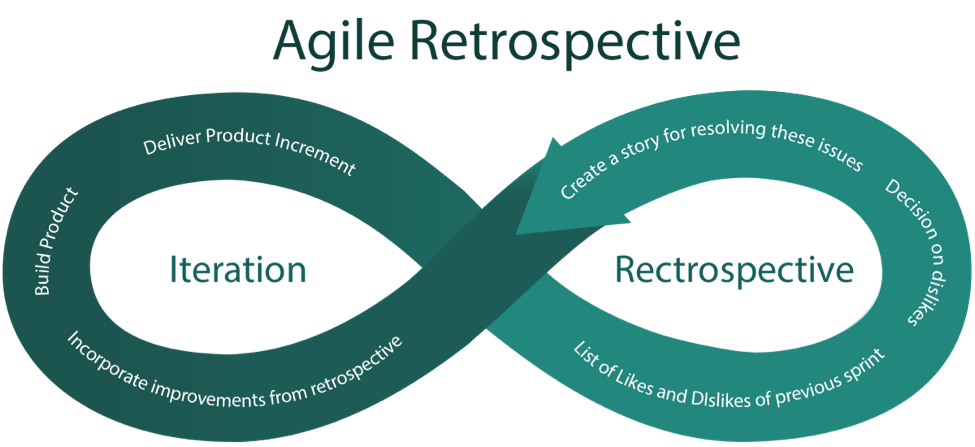 Agile Retrospective
Deliver Product Increment
Build Product
Iteration
Incorporate improvements from retrospective
Create a story for resolving these issues
Decision on dislikes
Rectrospective
List of Likes and DIslikes of previous sprint